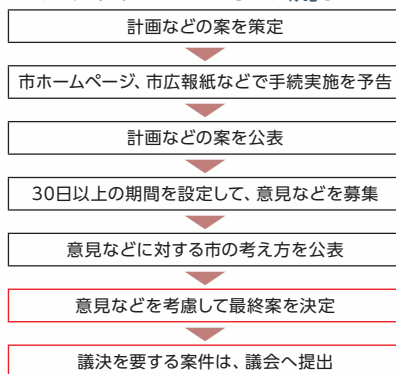 計画などの案を策定
市ホームページ、市広報紙などで手続実施を予告
計画などの案を公表
30日以上の期間を設定して、意見などを募集
意見などに対する市の考え方を公表
意見などを考慮して最終案を決定
議決を要する案件は、議会へ提出